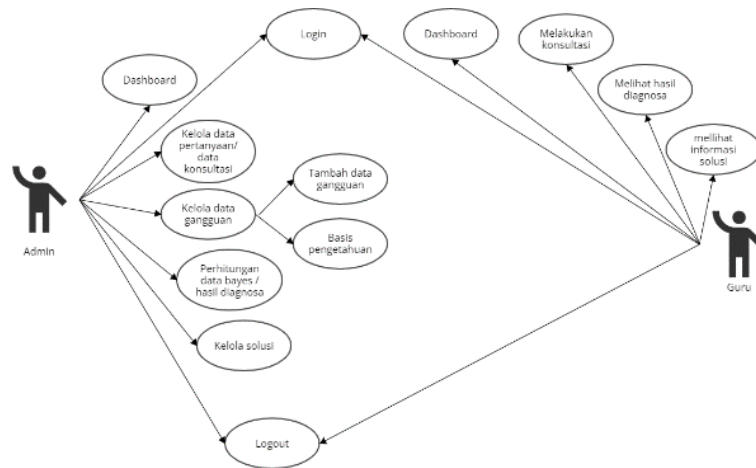 Login
Dashboard
Melakukan
konsultasi
Dashboard
Melihat hasil
diagnosa
Kelola data
pertanyaan/
data
konsultasi
mellihat
informasi
solusi
Tambah data
gangguan
Kelola data
gangguan
Admin
Basis
pengetahuan
Perhitungan
data bayes /
hasil diagnosa
Guru
Kelola solusi
Logout